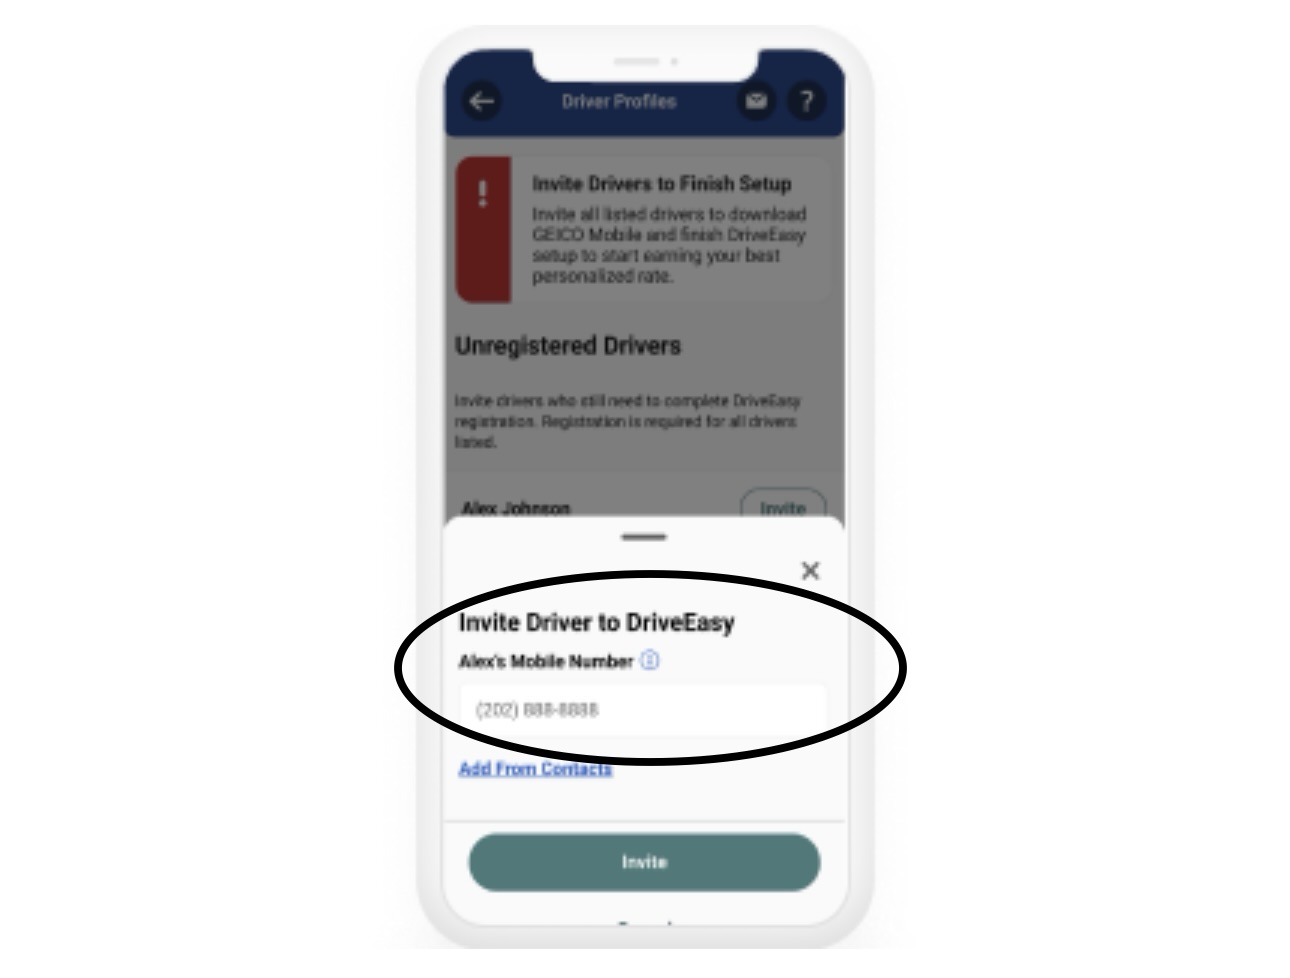 Driver Profiles
?
!
Invite Drivers to Finish Setup
Invite all listed drivers to download
GEICO Mobile and finish DriveEasy
setup to start earning your best
personalized rate.
Unregistered Drivers
Invite drivers who still need to complete DriveEasy
registration. Registration is required for all drivers
listed.
Alex Johnson
Invite
Invite Driver to DriveEasy
Alex's Mobile Number
(202) 888-8888
Add From Contacts
Invite